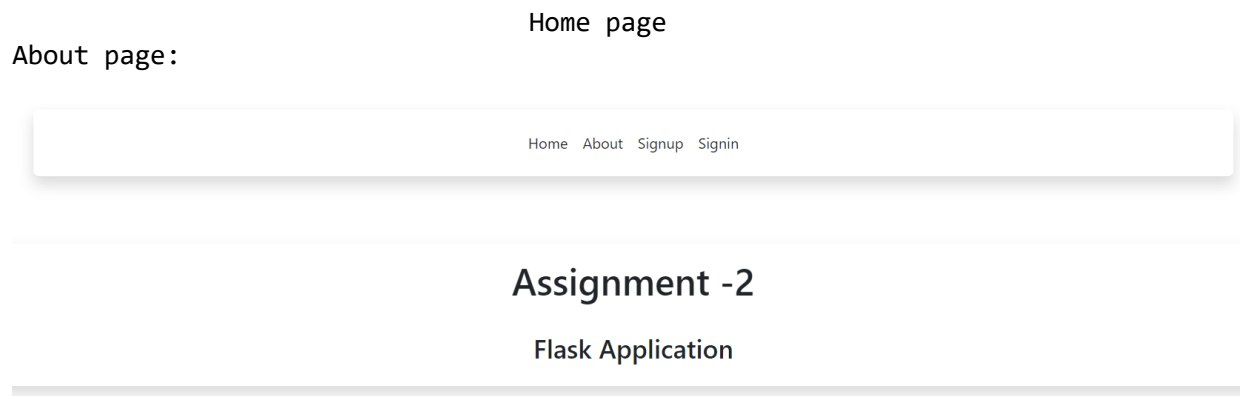 Home page
About page:
Home About Signup Signin
Assignment -2
Flask Application